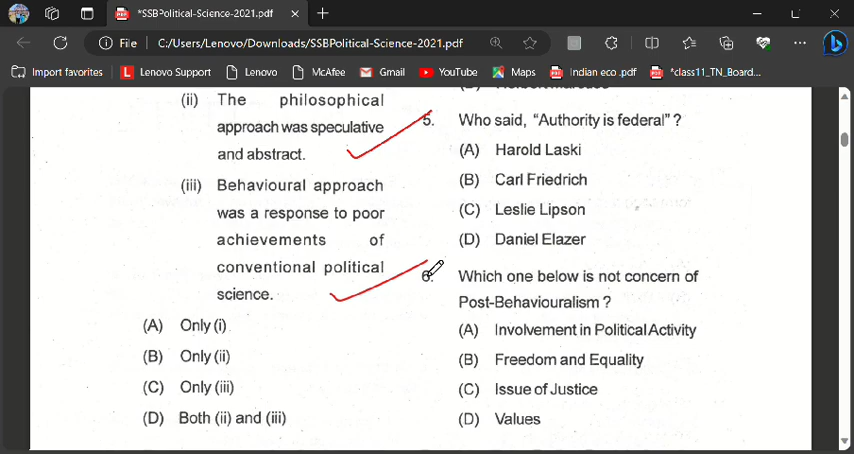 *SSBPolitical-Science-2021.pdf
File
C:/Users/Lenovo/Downloads/SSBPolitical-Science-2021.pdf
Import favorites
Lenovo Support
Lenovo
McAfee
Gmail
YouTube
Maps
Indian eco .pdf
*class11_TN_Board...
(ii) The philosophical
approach was speculative
and abstract.
(iii) Behavioural approach
was a response to poor
achievements of
conventional political
science.
(A) Only (i)
(B) Only (ii)
(C) Only (iii)
(D) Both (ii) and (iii)
5. Who said, “Authority is federal” ?
(A) Harold Laski
(B) Carl Friedrich
(C) Leslie Lipson
(D) Daniel Elazer
6. Which one below is not concern of
Post-Behaviouralism ?
(A) Involvement in Political Activity
(B) Freedom and Equality
(C) Issue of Justice
(D) Values